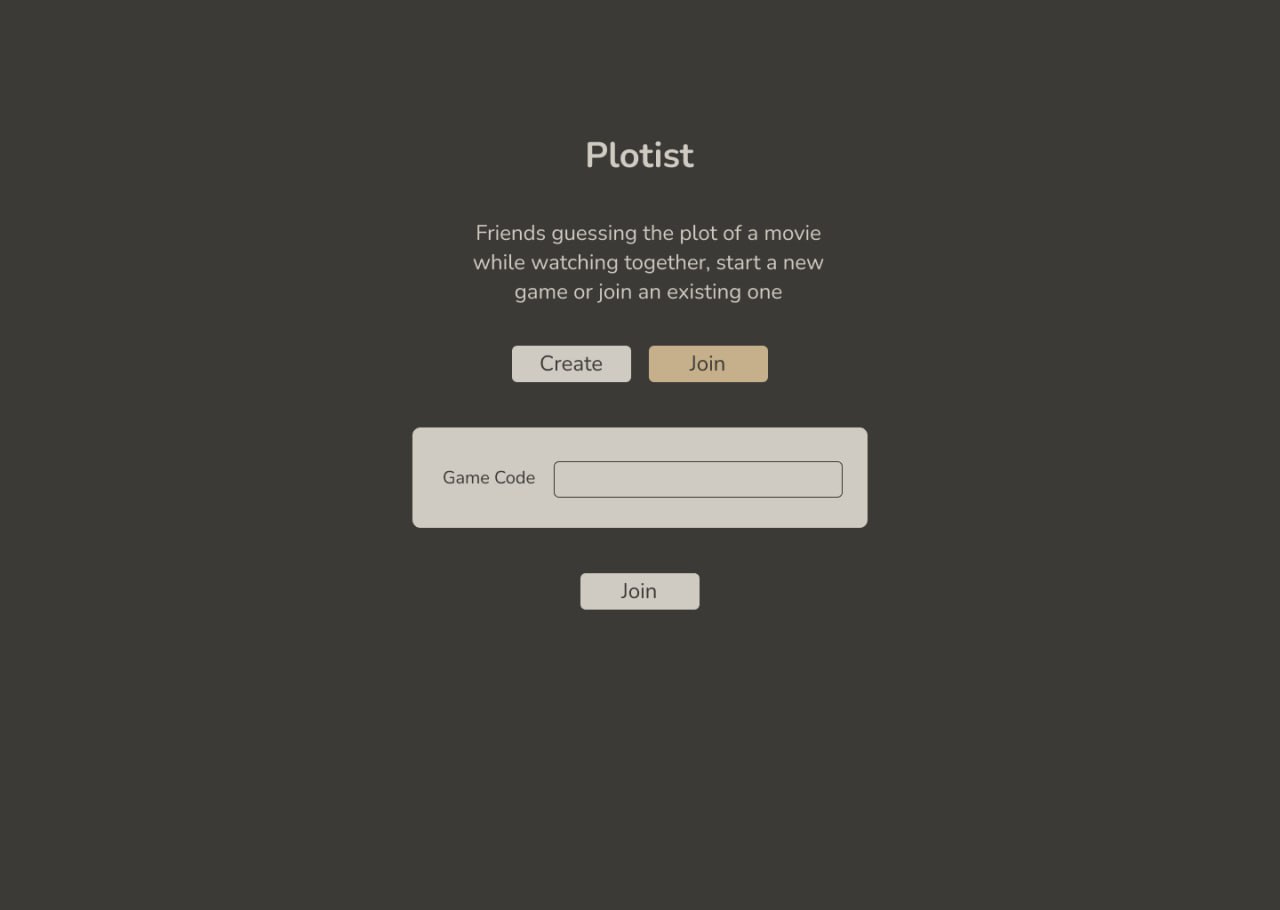 Plotist
Friends guessing the plot of a movie
while watching together, start a new
game or join an existing one
Create Join
Game Code
Join